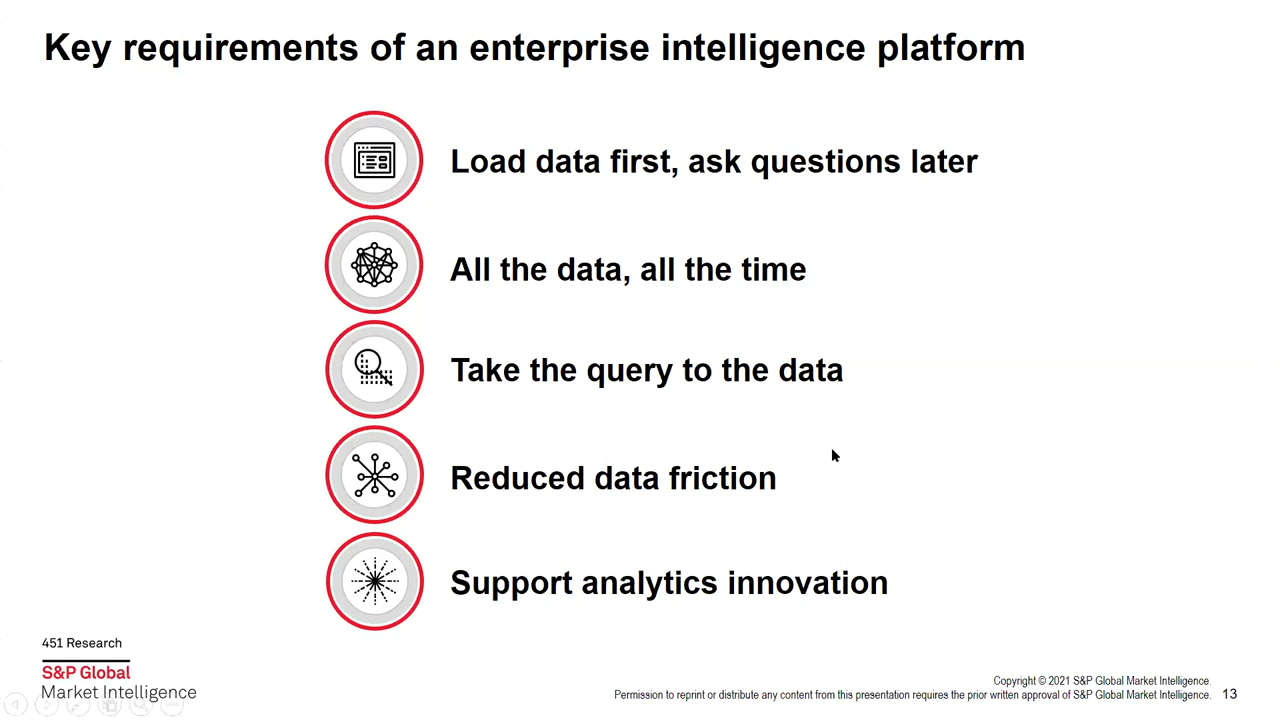 Key requirements of an enterprise intelligence platform
Load data first, ask questions later
All the data, all the time
Take the query to the data
Reduced data friction
Support analytics innovation
451 Research
S&P Global
Market Intelligence
Copyright © 2021 S&P Global Market Intelligence.
Permission to reprint or distribute any content from this presentation requires the prior written approval of S&P Global Market Intelligence.
13